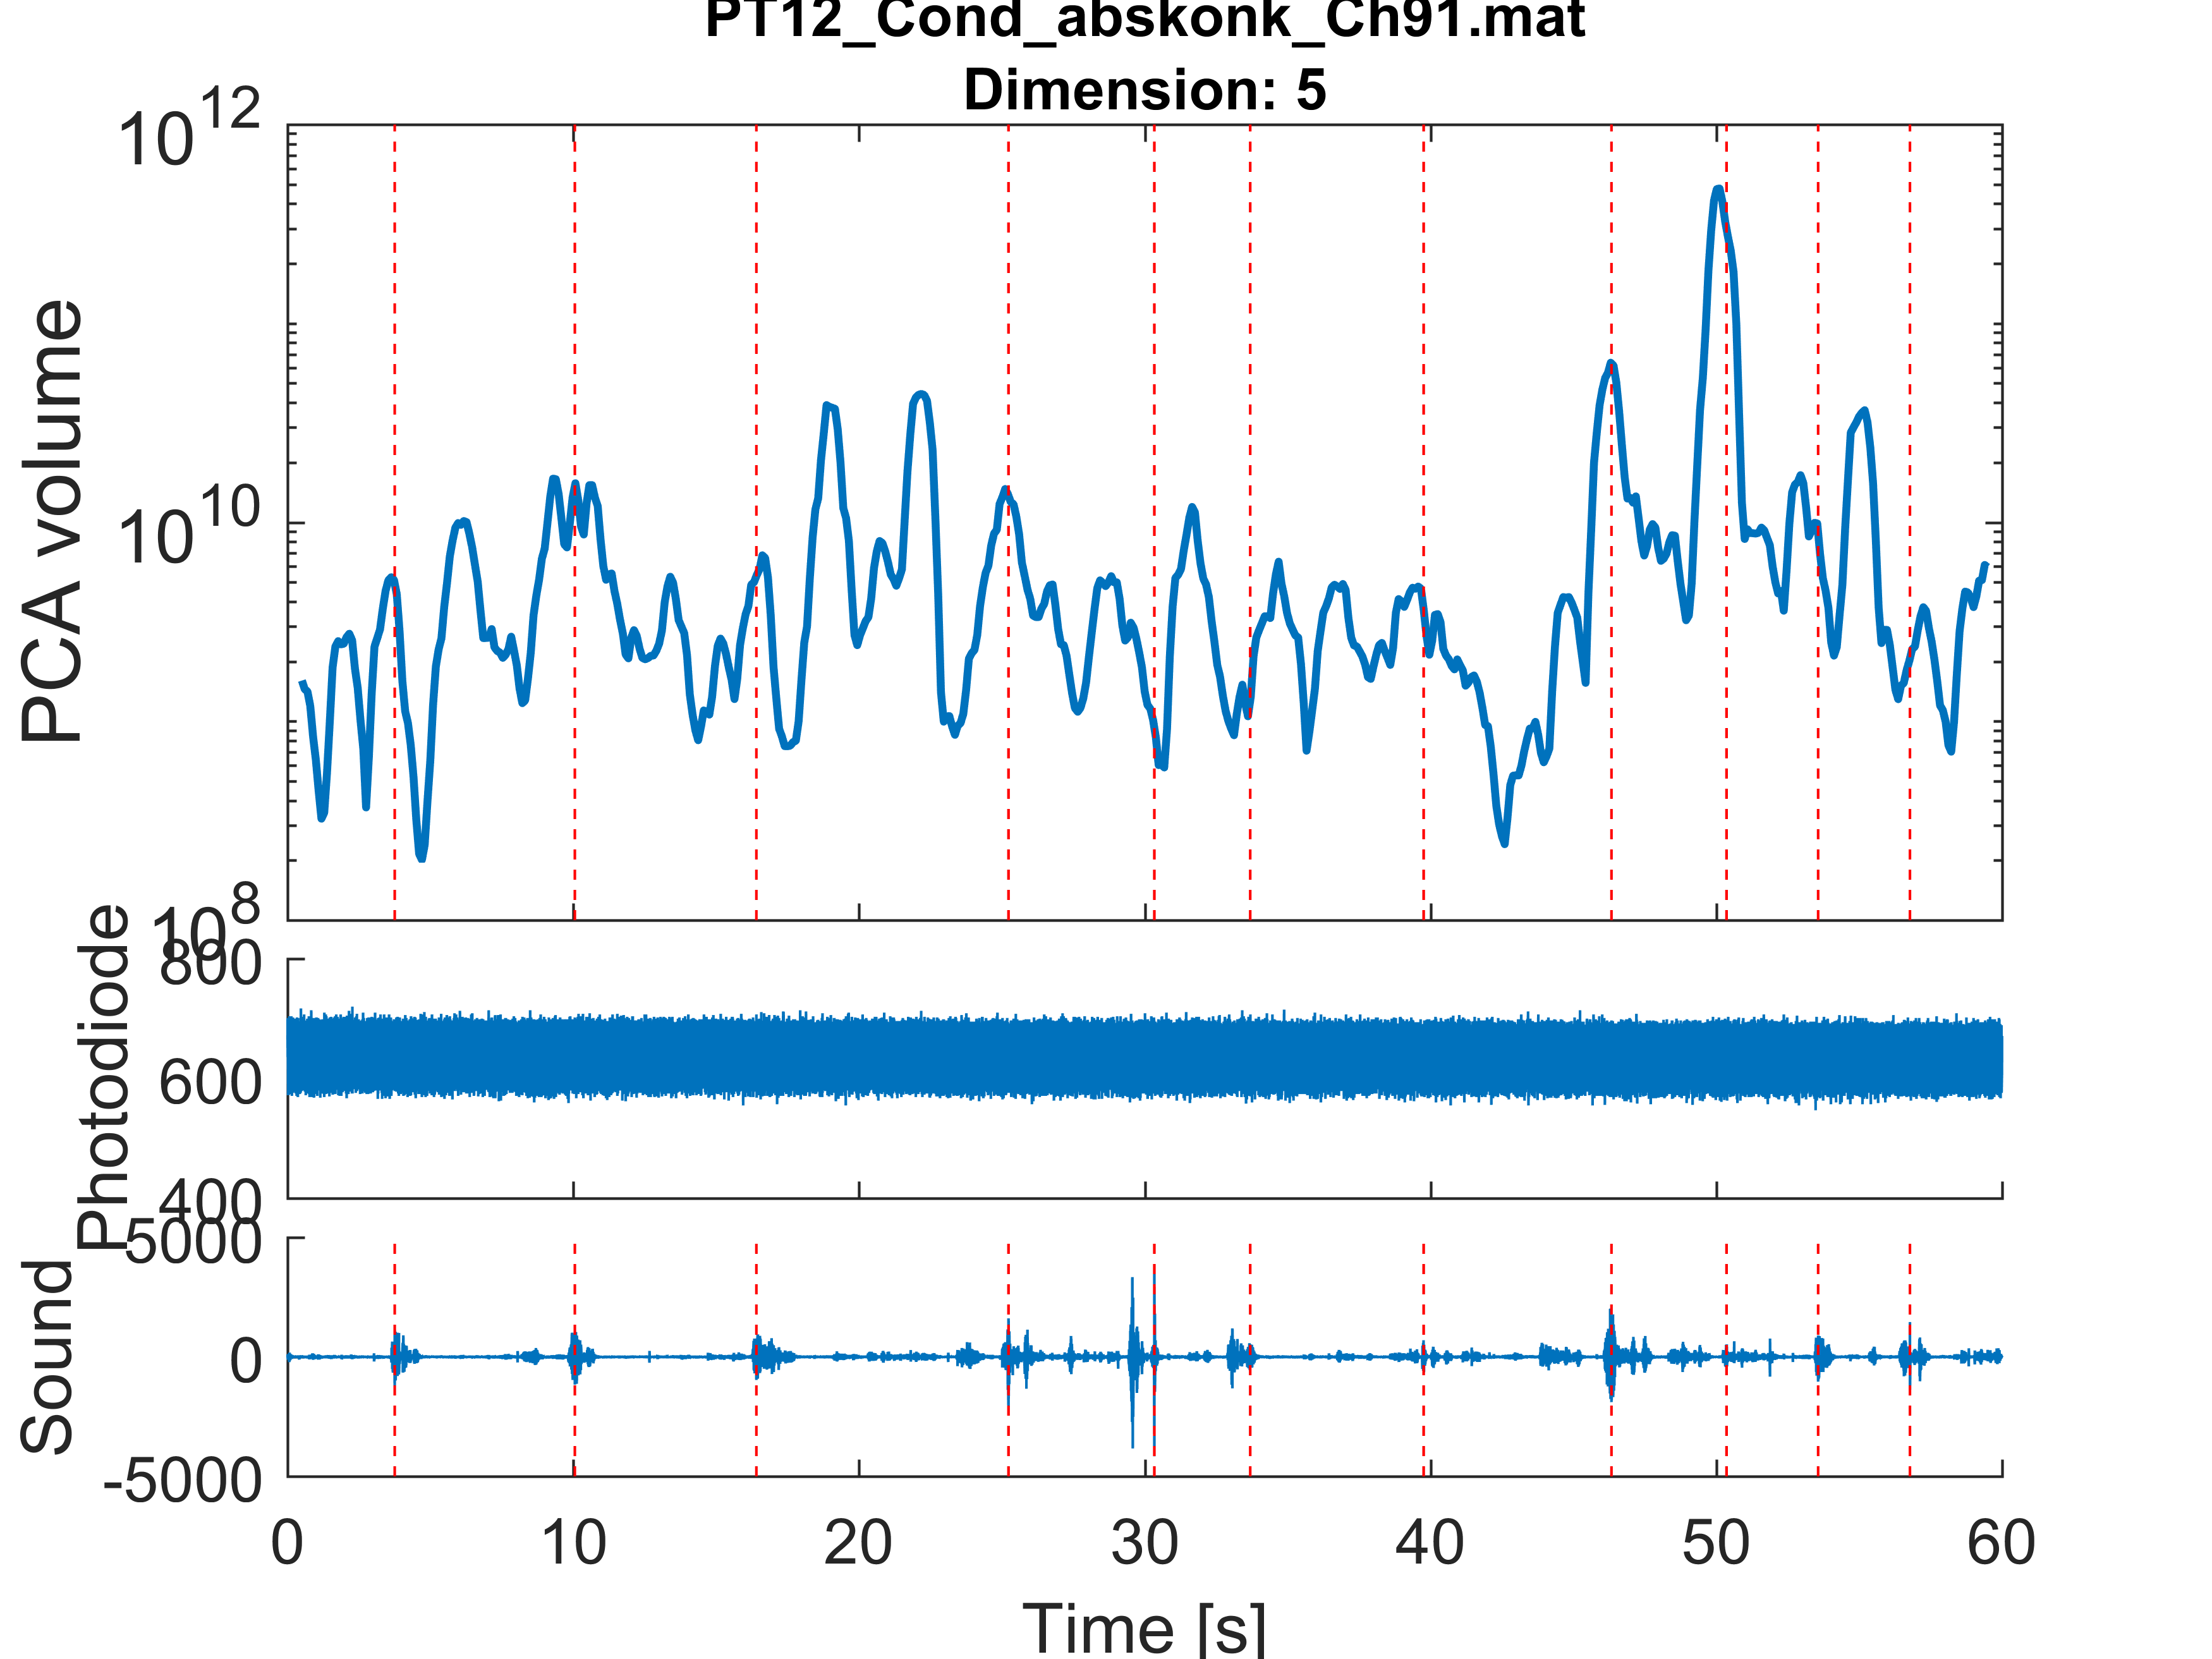 PT12_Cond_abskonk_Ch91.mat
Dimension: 5
10^12
10^10
10^8
PCA volume
800
600
400
Photodiode
5000
0
-5000
Sound
0 10 20 30 40 50 60
Time [s]